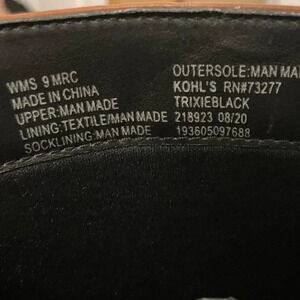 WMS 9 MRC
MADE IN CHINA
UPPER:MAN MADE
LINING:TEXTILE/MAN MADE
SOCKLINING:MAN MADE
OUTERSOLE:MAN MA
KOHL'S RN#73277
TRIXIEBLACK
218923 08/20
193605097688